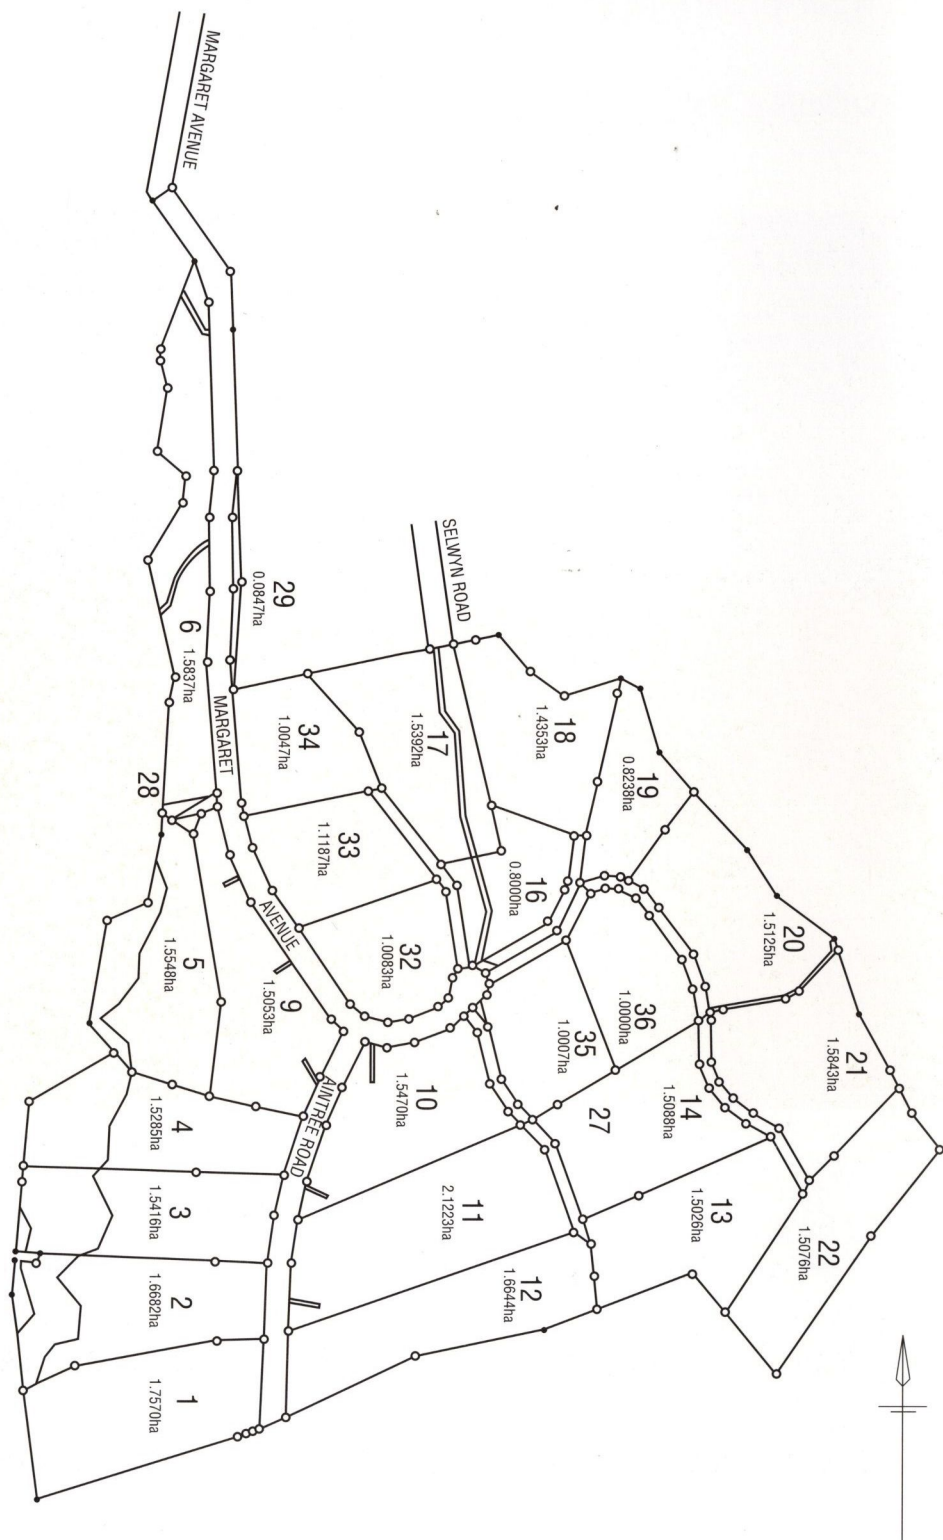 MARGARET AVENUE
SELWYN ROAD
29
0.0847ha
6
1.5837ha
MARGARET
AVENUE
28
34
1.0047ha
17
1.5392ha
18
1.4353ha
19
0.8238ha
33
1.1187ha
16
0.8000ha
20
1.5125ha
32
1.0083ha
5
1.5548ha
9
1.5053ha
36
1.0000ha
35
1.0007ha
21
1.5843ha
10
1.5470ha
27
14
1.5088ha
AINTREE ROAD
4
1.5285ha
3
1.5416ha
11
2.1223ha
13
1.5026ha
22
1.5076ha
12
1.6644ha
2
1.6682ha
1
1.7570ha